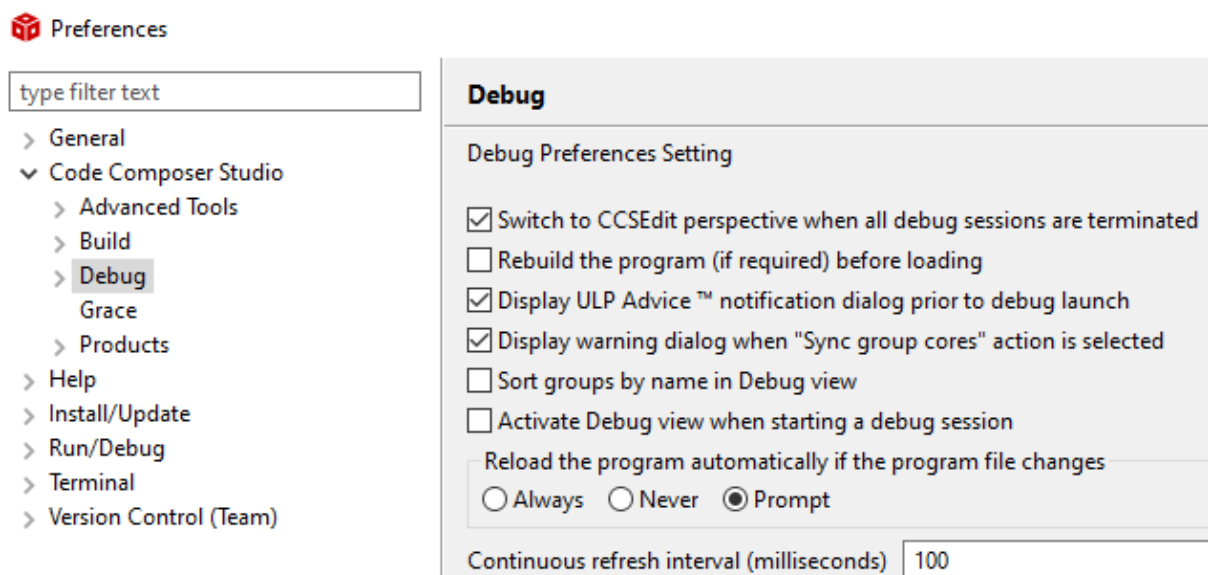 Preferences
type filter text
General
Code Composer Studio
Advanced Tools
Build
Debug
Grace
Products
Help
Install/Update
Run/Debug
Terminal
Version Control (Team)
Debug
Debug Preferences Setting
Switch to CCSEdit perspective when all debug sessions are terminated
Rebuild the program (if required) before loading
Display ULP Advice ™ notification dialog prior to debug launch
Display warning dialog when "Sync group cores" action is selected
Sort groups by name in Debug view
Activate Debug view when starting a debug session
Reload the program automatically if the program file changes
Always Never Prompt
Continuous refresh interval (milliseconds) 100